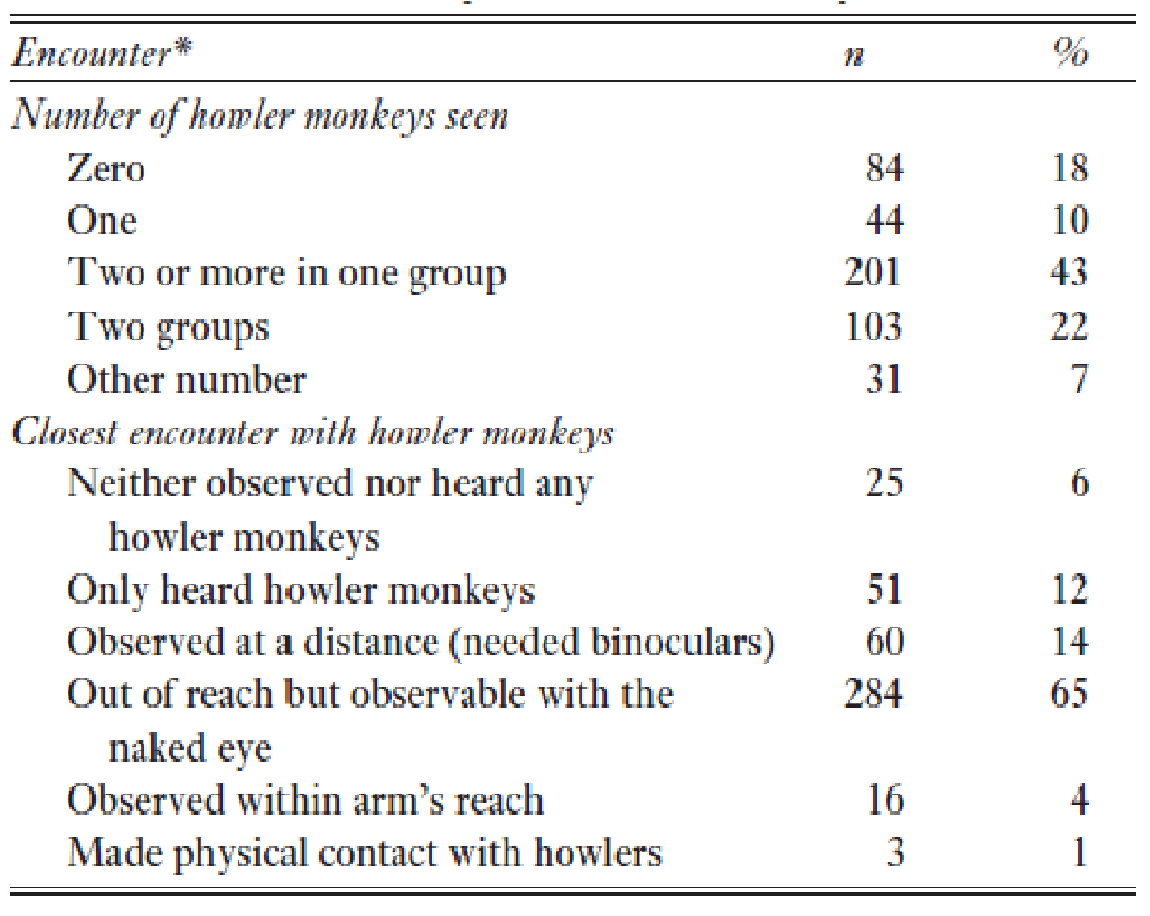 Encounter* n %
Number of howler monkeys seen
Zero 84 18
One 44 10
Two or more in one group 201 43
Two groups 103 22
Other number 31 7
Closest encounter with howler monkeys
Neither observed nor heard any 25 6
howler monkeys
Only heard howler monkeys 51 12
Observed at a distance (needed binoculars) 60 14
Out of reach but observable with the 284 65
naked eye
Observed within arm’s reach 16 4
Made physical contact with howlers 3 1